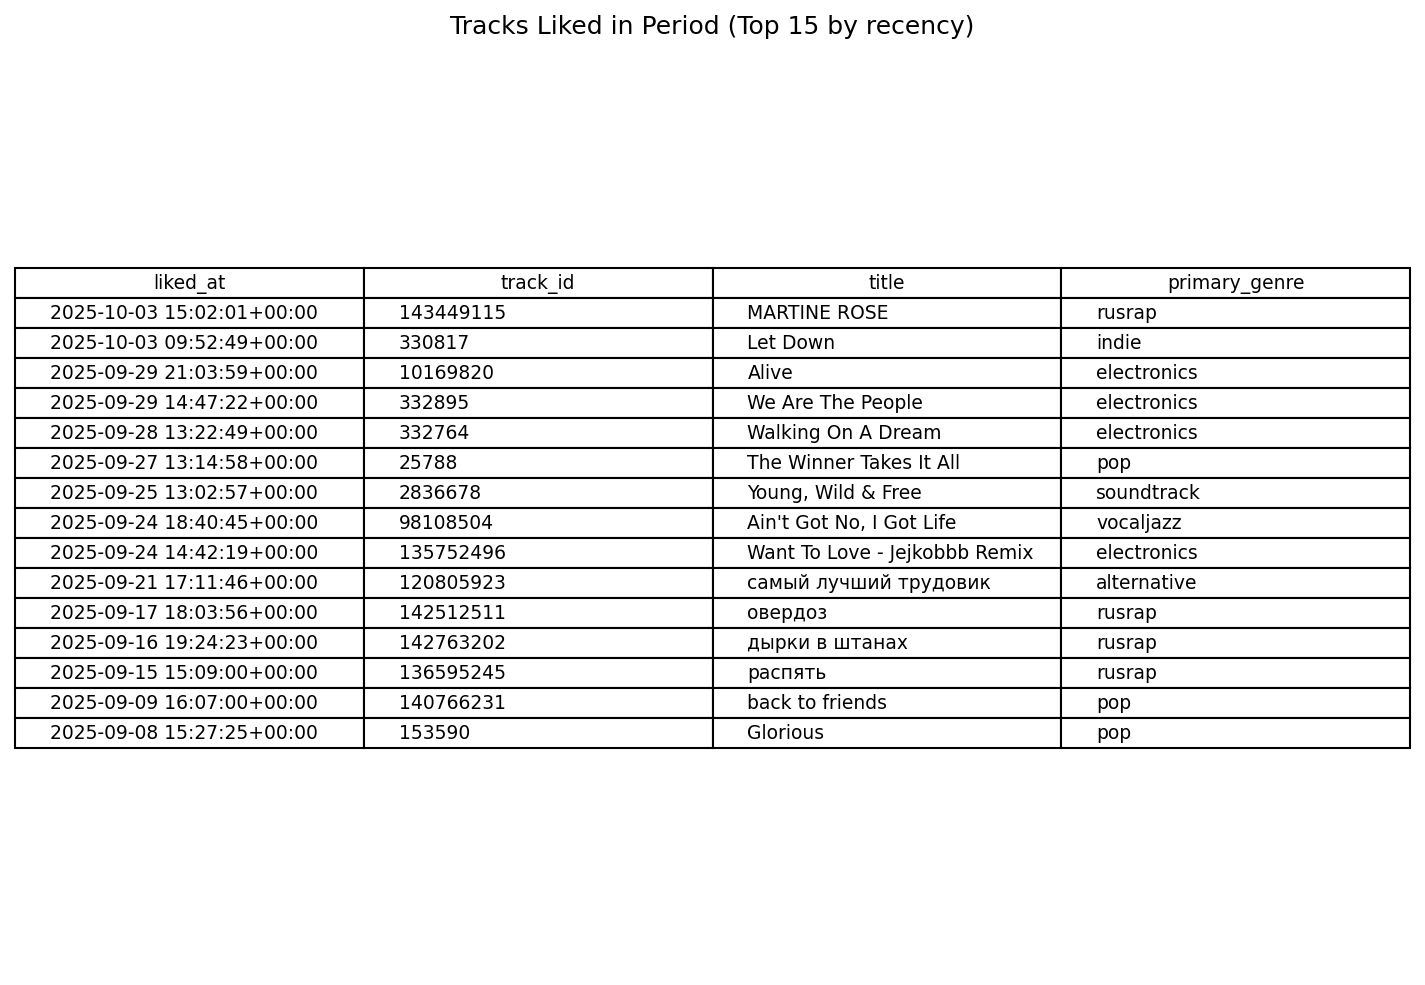 Tracks Liked in Period (Top 15 by recency)
liked_at track_id title primary_genre
2025-10-03 15:02:01+00:00 143449115 MARTINE ROSE rusrap
2025-10-03 09:52:49+00:00 330817 Let Down indie
2025-09-29 21:03:59+00:00 10169820 Alive electronics
2025-09-29 14:47:22+00:00 332895 We Are The People electronics
2025-09-28 13:22:49+00:00 332764 Walking On A Dream electronics
2025-09-27 13:14:58+00:00 25788 The Winner Takes It All pop
2025-09-25 13:02:57+00:00 2836678 Young, Wild & Free soundtrack
2025-09-24 18:40:45+00:00 98108504 Ain't Got No, I Got Life vocaljazz
2025-09-24 14:42:19+00:00 135752496 Want To Love - Jejkobbb Remix electronics
2025-09-21 17:11:46+00:00 120805923 самый лучший трудовик alternative
2025-09-17 18:03:56+00:00 142512511 овердоз rusrap
2025-09-16 19:24:23+00:00 142763202 дырки в штанах rusrap
2025-09-15 15:09:00+00:00 136595245 распять rusrap
2025-09-09 16:07:00+00:00 140766231 back to friends pop
2025-09-08 15:27:25+00:00 153590 Glorious pop